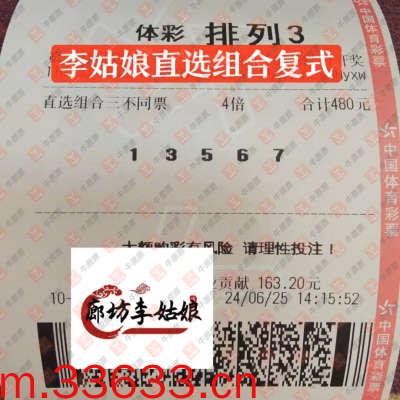 体彩 排列3
李姑娘直选组合复式
直选组合三不同票 4倍 合计480元
1 3 5 6 7
大额购彩有风险 请理性投注！
贡献 163.20元
24/06/25 14:15:52
廊坊李姑娘
m.33633.cn
中国体育彩票
中国体育彩票